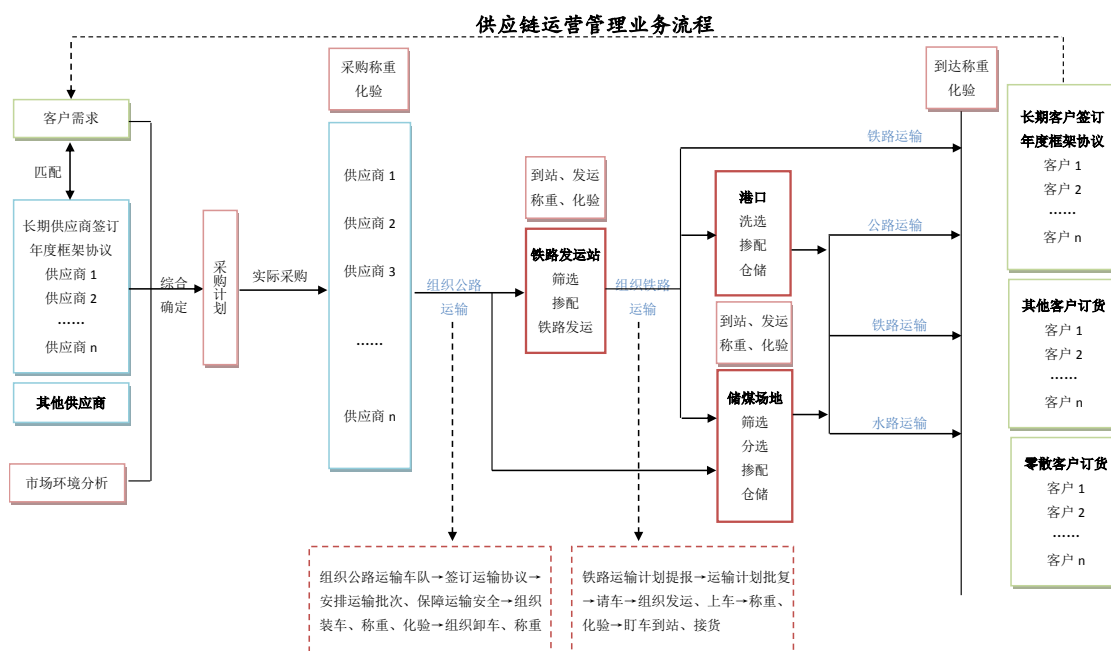 供应链运营管理业务流程
采购称重
化验
到达称重
化验
客户需求
匹配
长期供应商签订
年度框架协议
供应商 1
供应商 2
......
供应商 n
其他供应商
市场环境分析
综合
确定
采购计划
实际采购
供应商 1
供应商 2
供应商 3
......
供应商 n
组织公路
运输
到站、发运
称重、化验
铁路发运站
筛选
掺配
铁路发运
组织铁路
运输
港口
洗选
掺配
仓储
到站、发运
称重、化验
储煤场地
筛选
分选
掺配
仓储
铁路运输
公路运输
铁路运输
水路运输
长期客户签订
年度框架协议
客户 1
客户 2
......
客户 n
其他客户订货
客户 1
客户 2
......
客户 n
零散客户订货
客户 1
客户 2
......
客户 n
组织公路运输车队→签订运输协议→
安排运输批次、保障运输安全→组织
装车、称重、化验→组织卸车、称重
铁路运输计划提报→运输计划批复
→请车→组织发运、上车→称重、
化验→盯车到站、接货